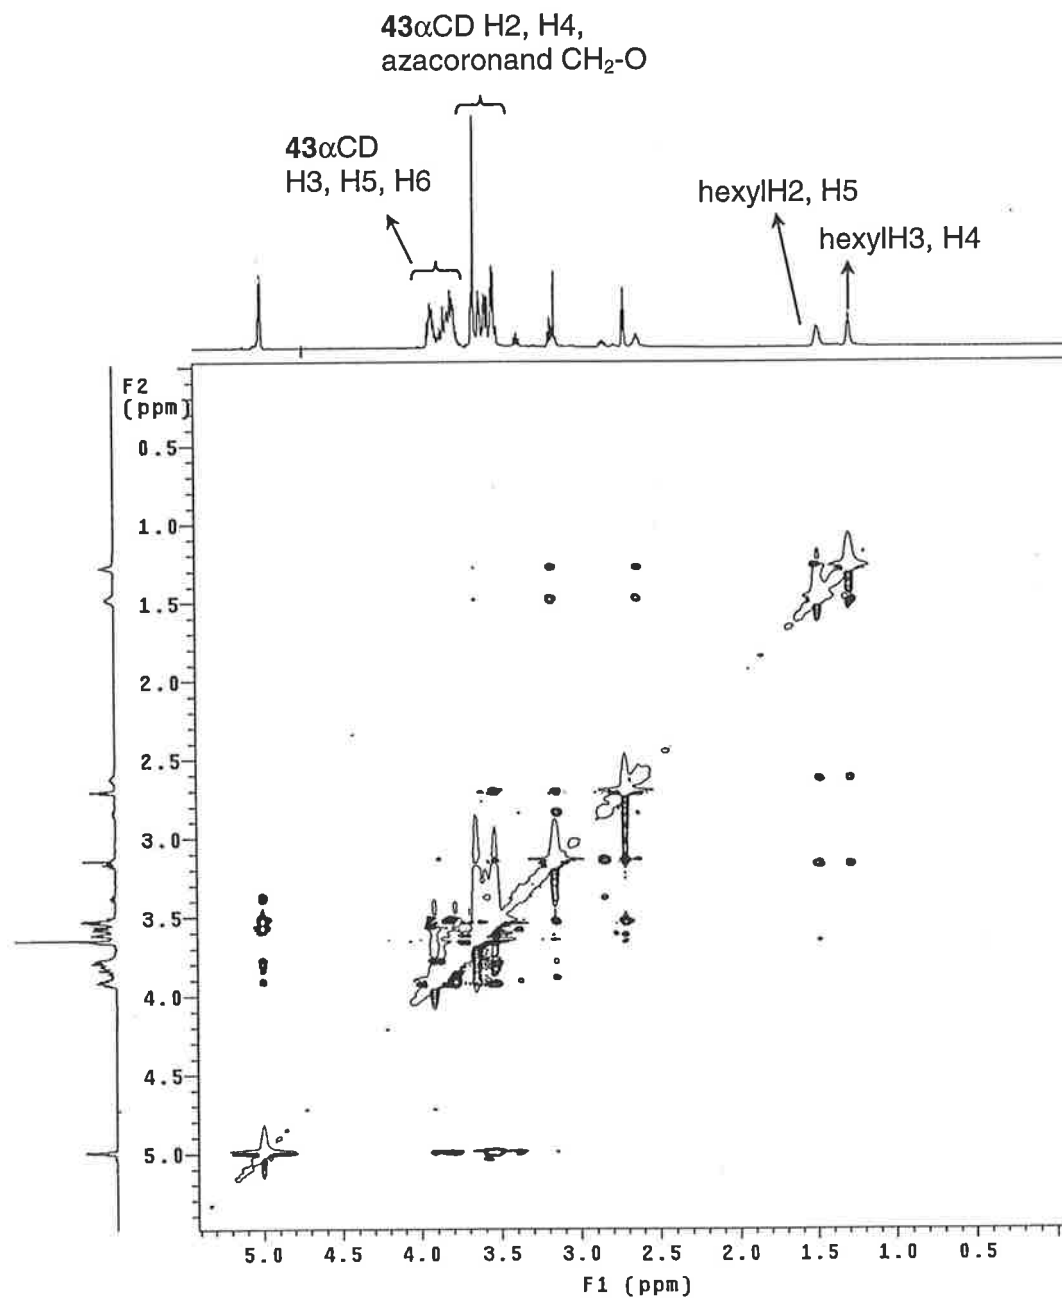 43αCD H2, H4,
azacoronand CH₂-O
43αCD
H3, H5, H6
hexylH2, H5
hexylH3, H4
F2
(ppm)
0.5
1.0
1.5
2.0
2.5
3.0
3.5
4.0
4.5
5.0
5.0 4.5 4.0 3.5 3.0 2.5 2.0 1.5 1.0 0.5
F1 (ppm)